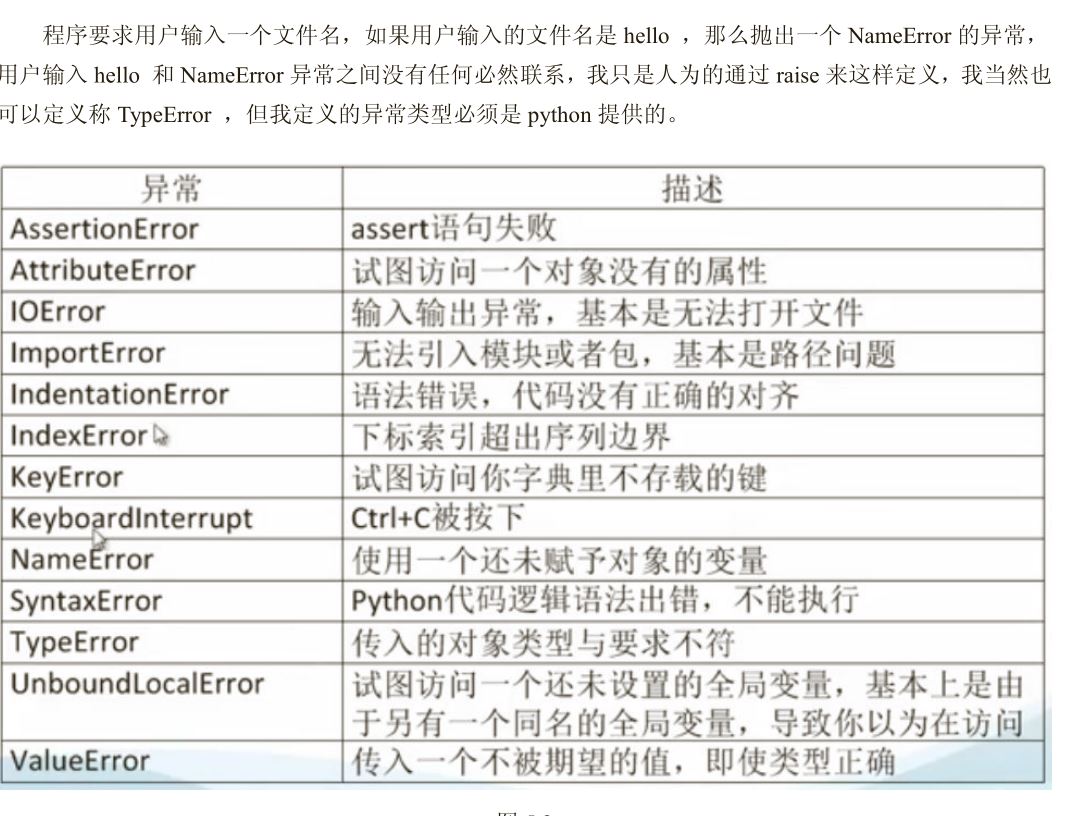 程序要求用户输入一个文件名，如果用户输入的文件名是 hello ，那么抛出一个 NameError 的异常，
用户输入 hello 和 NameError 异常之间没有任何必然联系，我只是人为的通过 raise 来这样定义，我当然也
可以定义称 TypeError ，但我定义的异常类型必须是 python 提供的。
异常 描述
AssertionError assert语句失败
AttributeError 试图访问一个对象没有的属性
IOError 输入输出异常，基本是无法打开文件
ImportError 无法引入模块或者包，基本是路径问题
IndentationError 语法错误，代码没有正确的对齐
IndexError 下标索引超出序列边界
KeyError 试图访问你字典里不存载的键
KeyboardInterrupt Ctrl+C被按下
NameError 使用一个还未赋予对象的变量
SyntaxError Python代码逻辑语法出错，不能执行
TypeError 传入的对象类型与要求不符
UnboundLocalError 试图访问一个还未设置的全局变量，基本上是由
于另有一个同名的全局变量，导致你以为在访问
ValueError 传入一个不被期望的值，即使类型正确